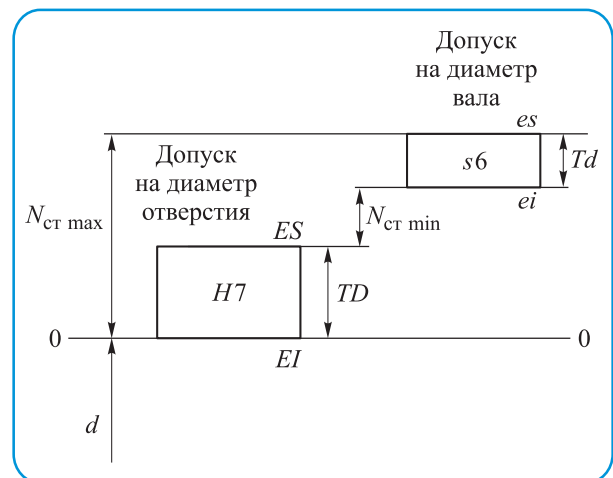 Допуск
на диаметр
вала
es
Допуск
на диаметр
отверстия
s6
Td
ei
Nст max
Nст min
ES
H7
TD
0
0
EI
d